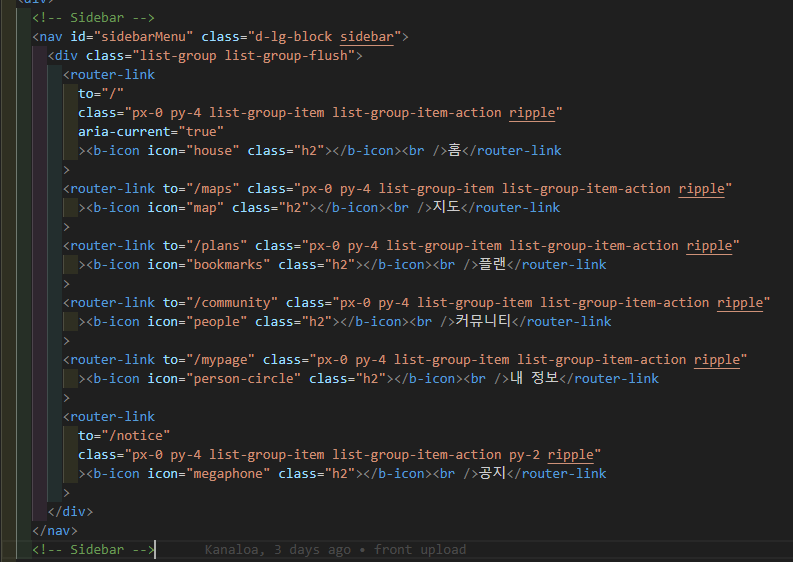 <div>
<!-- Sidebar -->
<nav id="sidebarMenu" class="d-lg-block sidebar">
<div class="list-group list-group-flush">
<router-link
to="/"
class="px-0 py-4 list-group-item list-group-item-action ripple"
aria-current="true"
><b-icon icon="house" class="h2"></b-icon><br />홈</router-link
>
<router-link to="/maps" class="px-0 py-4 list-group-item list-group-item-action ripple"
><b-icon icon="map" class="h2"></b-icon><br />지도</router-link
>
<router-link to="/plans" class="px-0 py-4 list-group-item list-group-item-action ripple"
><b-icon icon="bookmarks" class="h2"></b-icon><br />플랜</router-link
>
<router-link to="/community" class="px-0 py-4 list-group-item list-group-item-action ripple"
><b-icon icon="people" class="h2"></b-icon><br />커뮤니티</router-link
>
<router-link to="/mypage" class="px-0 py-4 list-group-item list-group-item-action ripple"
><b-icon icon="person-circle" class="h2"></b-icon><br />내 정보</router-link
>
<router-link
to="/notice"
class="px-0 py-4 list-group-item list-group-item-action py-2 ripple"
><b-icon icon="megaphone" class="h2"></b-icon><br />공지</router-link
>
</div>
</nav>
<!-- Sidebar --> Kanaloa, 3 days ago • front upload